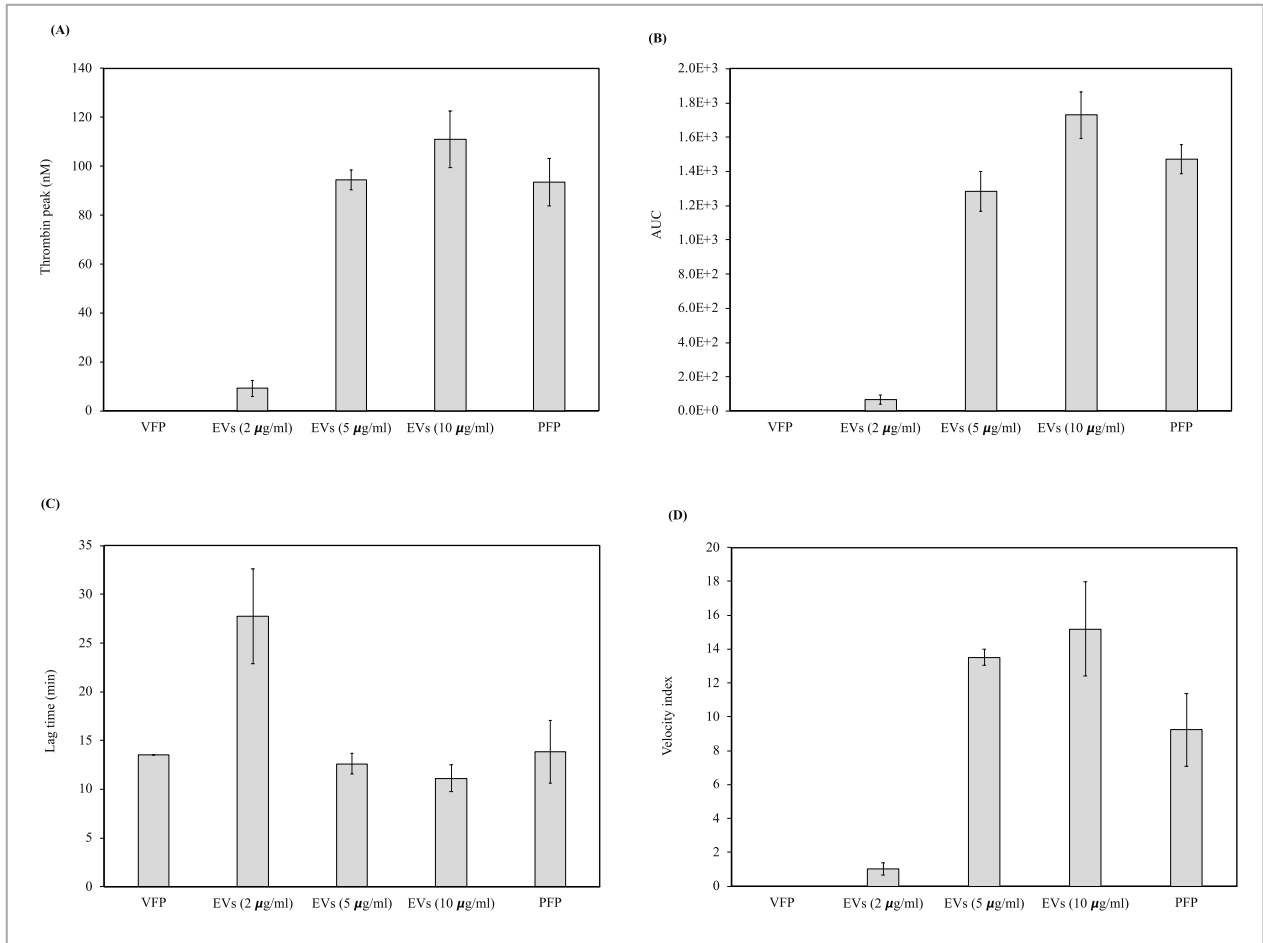 (A)
Thrombin peak (nM)
140
120
100
80
60
40
20
0
VFP EVs (2 µg/ml) EVs (5 µg/ml) EVs (10 µg/ml) PFP
(B)
AUC
2.0E+3
1.8E+3
1.6E+3
1.4E+3
1.2E+3
1.0E+3
8.0E+2
6.0E+2
4.0E+2
2.0E+2
0.0E+0
VFP EVs (2 µg/ml) EVs (5 µg/ml) EVs (10 µg/ml) PFP
(C)
Lag time (min)
35
30
25
20
15
10
5
0
VFP EVs (2 µg/ml) EVs (5 µg/ml) EVs (10 µg/ml) PFP
(D)
Velocity index
20
18
16
14
12
10
8
6
4
2
0
VFP EVs (2 µg/ml) EVs (5 µg/ml) EVs (10 µg/ml) PFP